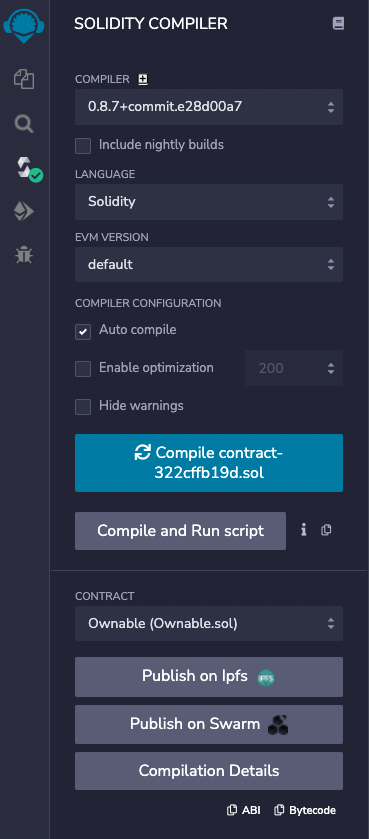 SOLIDITY COMPILER
COMPILER
0.8.7+commit.e28d00a7
Include nightly builds
LANGUAGE
Solidity
EVM VERSION
default
COMPILER CONFIGURATION
Auto compile
Enable optimization 200
Hide warnings
Compile contract-
322cffb19d.sol
Compile and Run script
CONTRACT
Ownable (Ownable.sol)
Publish on Ipfs IPFS
Publish on Swarm
Compilation Details
ABI Bytecode